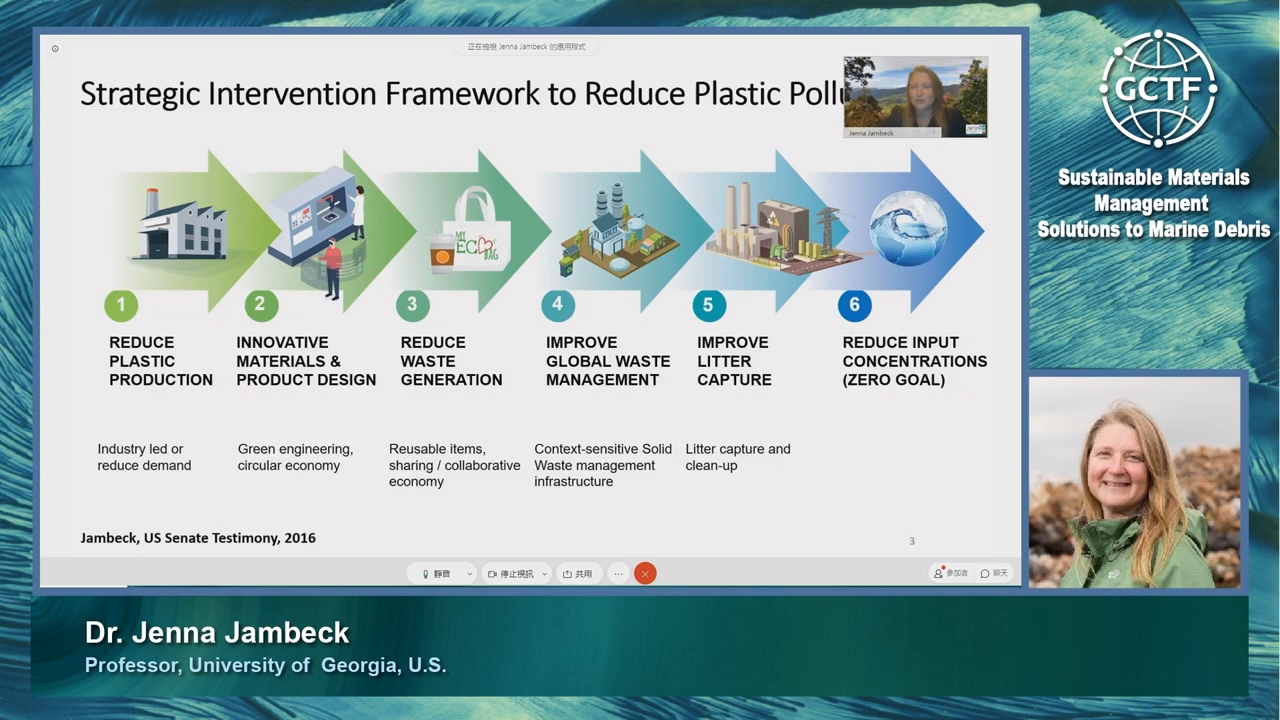 正在檢視 Jenna Jambeck 的應用程式
Strategic Intervention Framework to Reduce Plastic Pollu
Jenna Jambeck
MY
ECO
BAG
1
2
3
4
5
6
REDUCE
PLASTIC
PRODUCTION
INNOVATIVE
MATERIALS &
PRODUCT DESIGN
REDUCE
WASTE
GENERATION
IMPROVE
GLOBAL WASTE
MANAGEMENT
IMPROVE
LITTER
CAPTURE
REDUCE INPUT
CONCENTRATIONS
(ZERO GOAL)
Industry led or
reduce demand
Green engineering,
circular economy
Reusable items,
sharing / collaborative
economy
Context-sensitive Solid
Waste management
infrastructure
Litter capture and
clean-up
Jambeck, US Senate Testimony, 2016
3
靜音
停止視訊
共用
參加者
聊天
GCTF
Sustainable Materials
Management
Solutions to Marine Debris
Dr. Jenna Jambeck
Professor, University of Georgia, U.S.